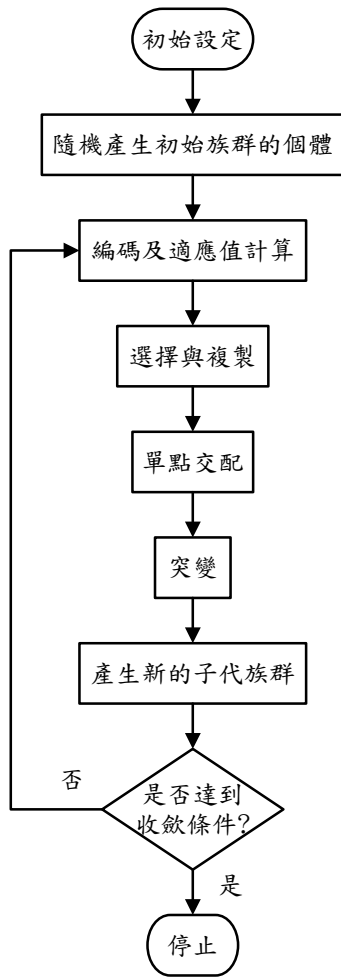 初始設定
隨機產生初始族群的個體
編碼及適應值計算
選擇與複製
單點交配
突變
產生新的子代族群
否
是否達到
收歛條件?
是
停止